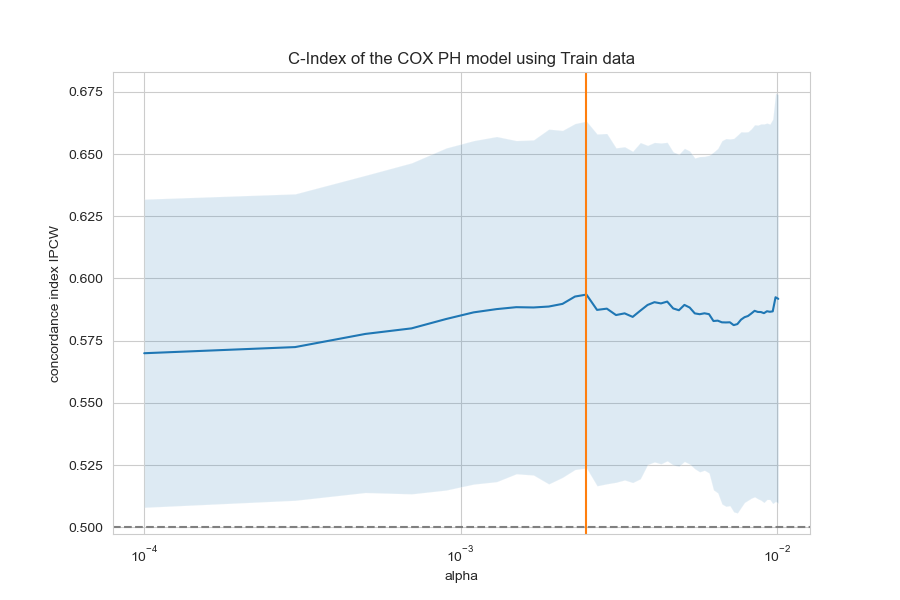 C-Index of the COX PH model using Train data
0.675
0.650
0.625
0.600
0.575
0.550
0.525
0.500
concordance index IPCW
10⁻⁴ 10⁻³ 10⁻²
alpha